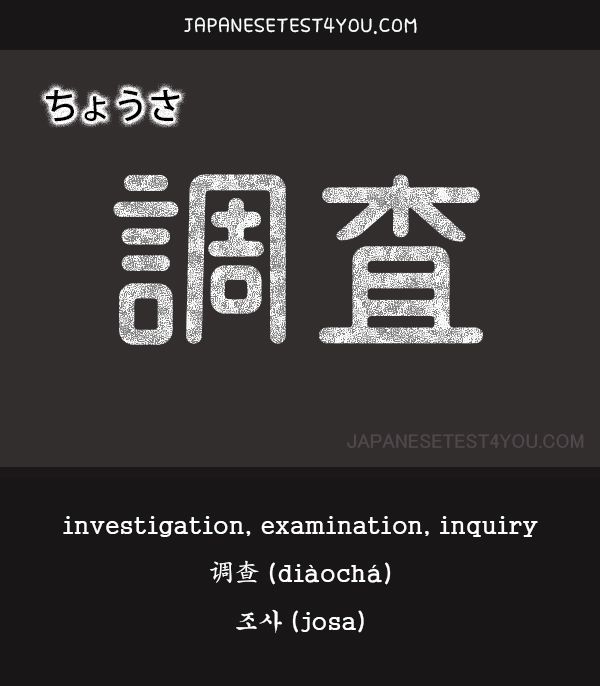 JAPANESETEST4YOU.COM
ちょうさ
調査
JAPANESETEST4YOU.COM
investigation, examination, inquiry
调查 (diàochá)
조사 (josa)